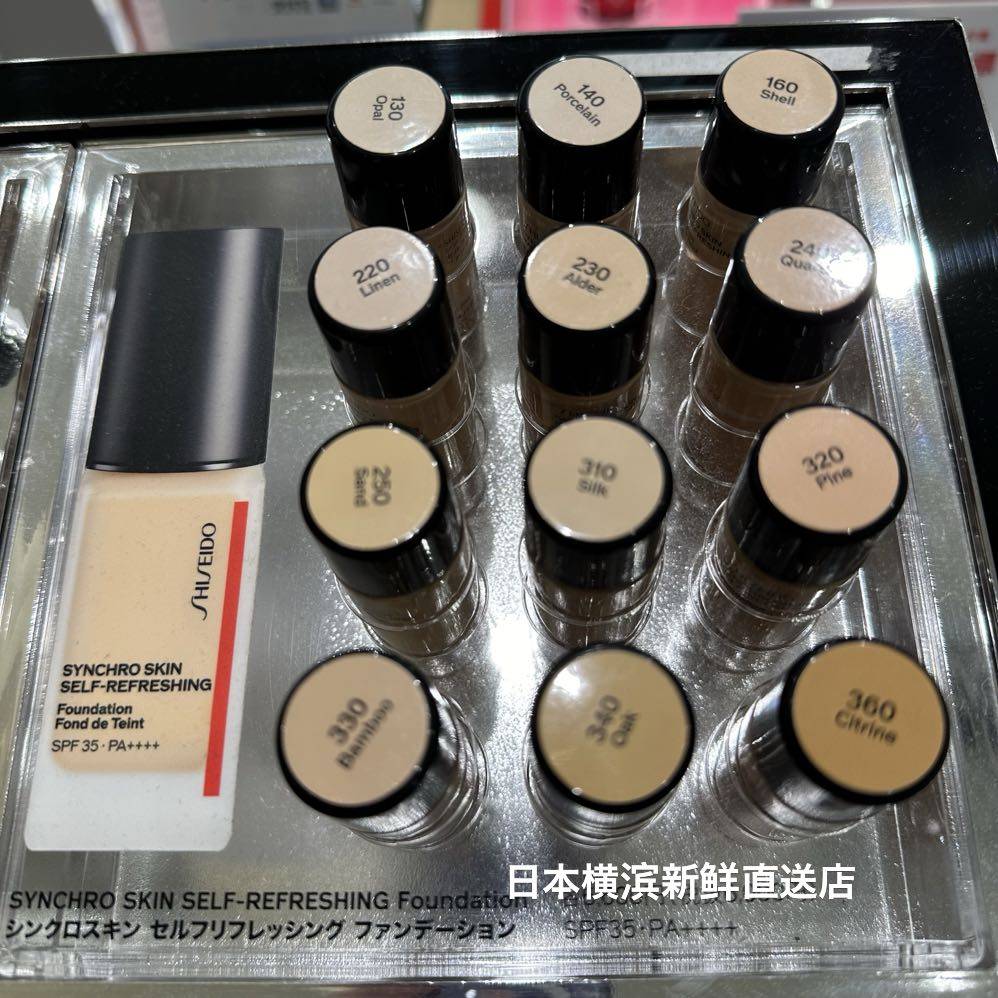 130
Opal
140
Porcelain
160
Shell
220
Linen
230
Alder
250
Sand
310
Silk
320
Pine
330
Bamboo
340
Oak
360
Citrine
SHISEIDO
SYNCHRO SKIN
SELF-REFRESHING
Foundation
Fond de Teint
SPF 35・PA++++
日本横滨新鲜直送店
SYNCHRO SKIN SELF-REFRESHING Foundation
シンクロスキン セルフリフレッシング ファンデーション
SPF35・PA++++